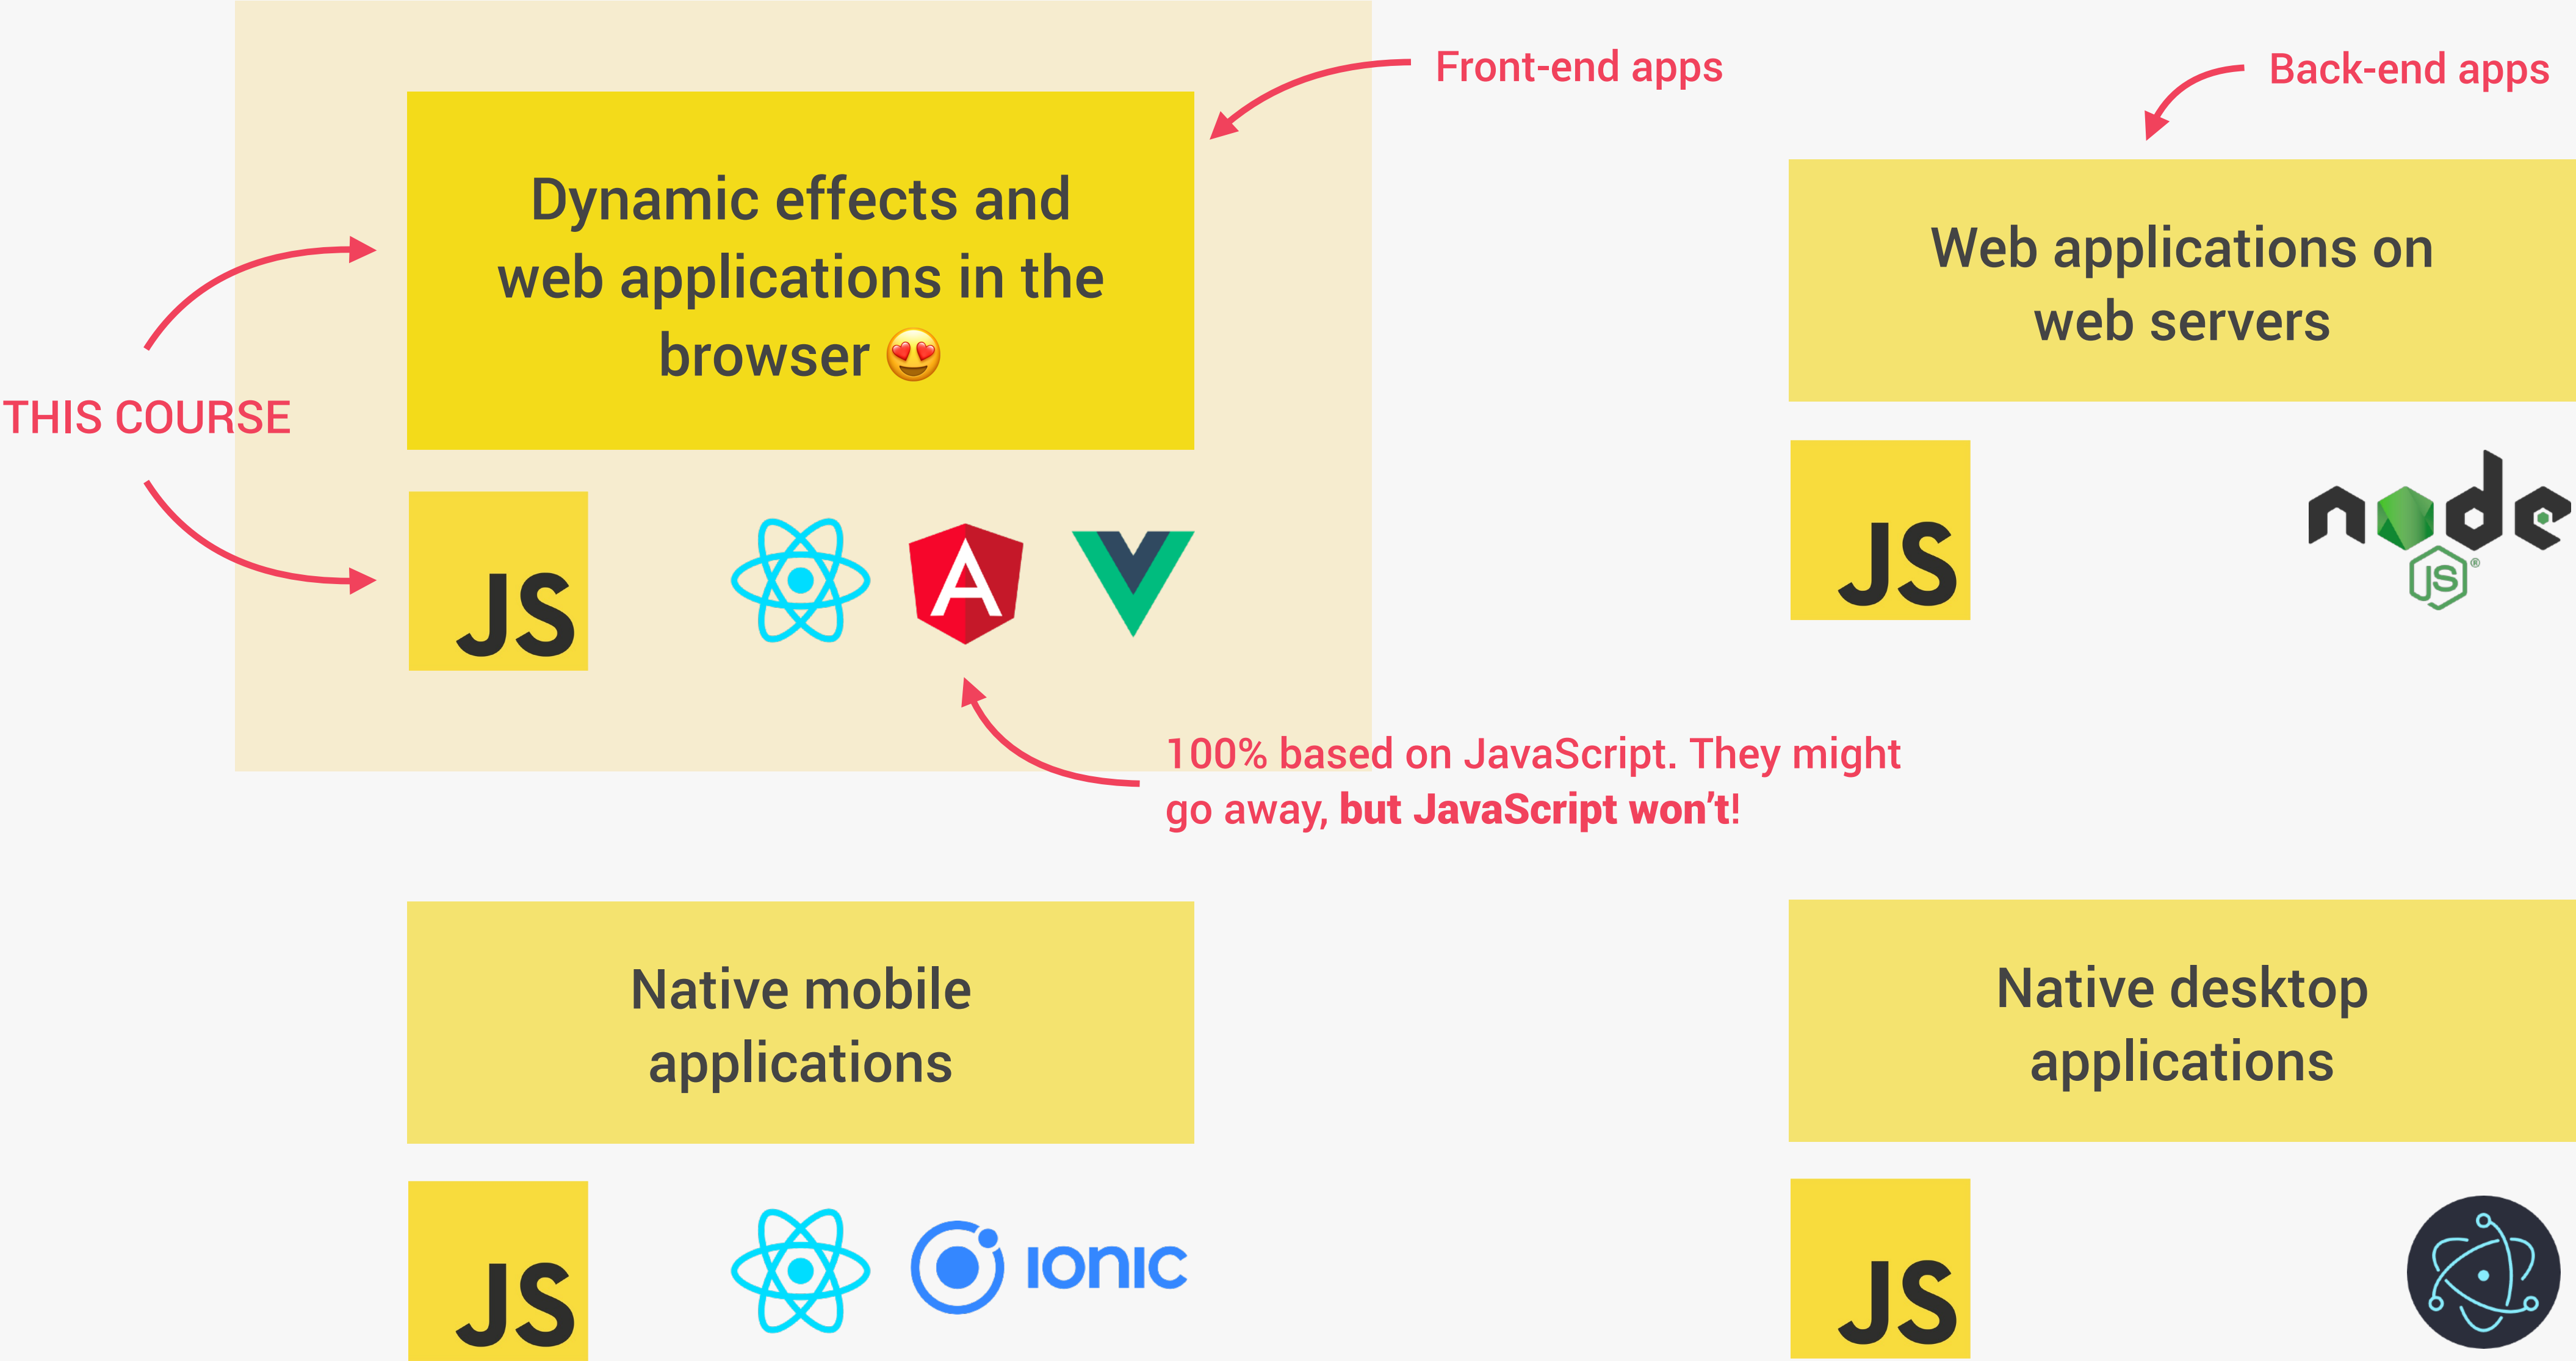 Front-end apps
Back-end apps
Dynamic effects and
web applications in the
browser 😍
Web applications on
web servers
THIS COURSE
JS
A
JS
node
JS ®
100% based on JavaScript. They might
go away, but JavaScript won’t!
Native mobile
applications
Native desktop
applications
JS
IONIC
JS